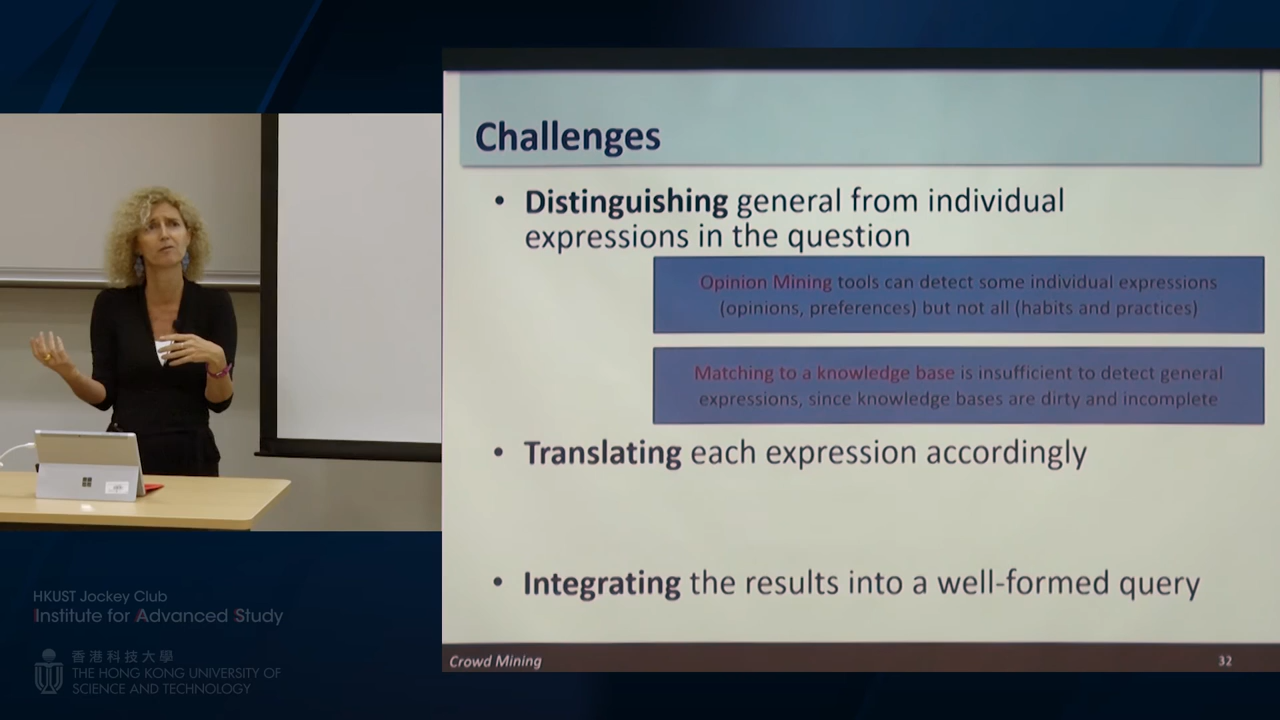 Challenges
• Distinguishing general from individual
expressions in the question
Opinion Mining tools can detect some individual expressions
(opinions, preferences) but not all (habits and practices)
Matching to a knowledge base is insufficient to detect general
expressions, since knowledge bases are dirty and incomplete
• Translating each expression accordingly
• Integrating the results into a well-formed query
Crowd Mining
32
HKUST Jockey Club
Institute for Advanced Study
香港科技大學
THE HONG KONG UNIVERSITY OF
SCIENCE AND TECHNOLOGY